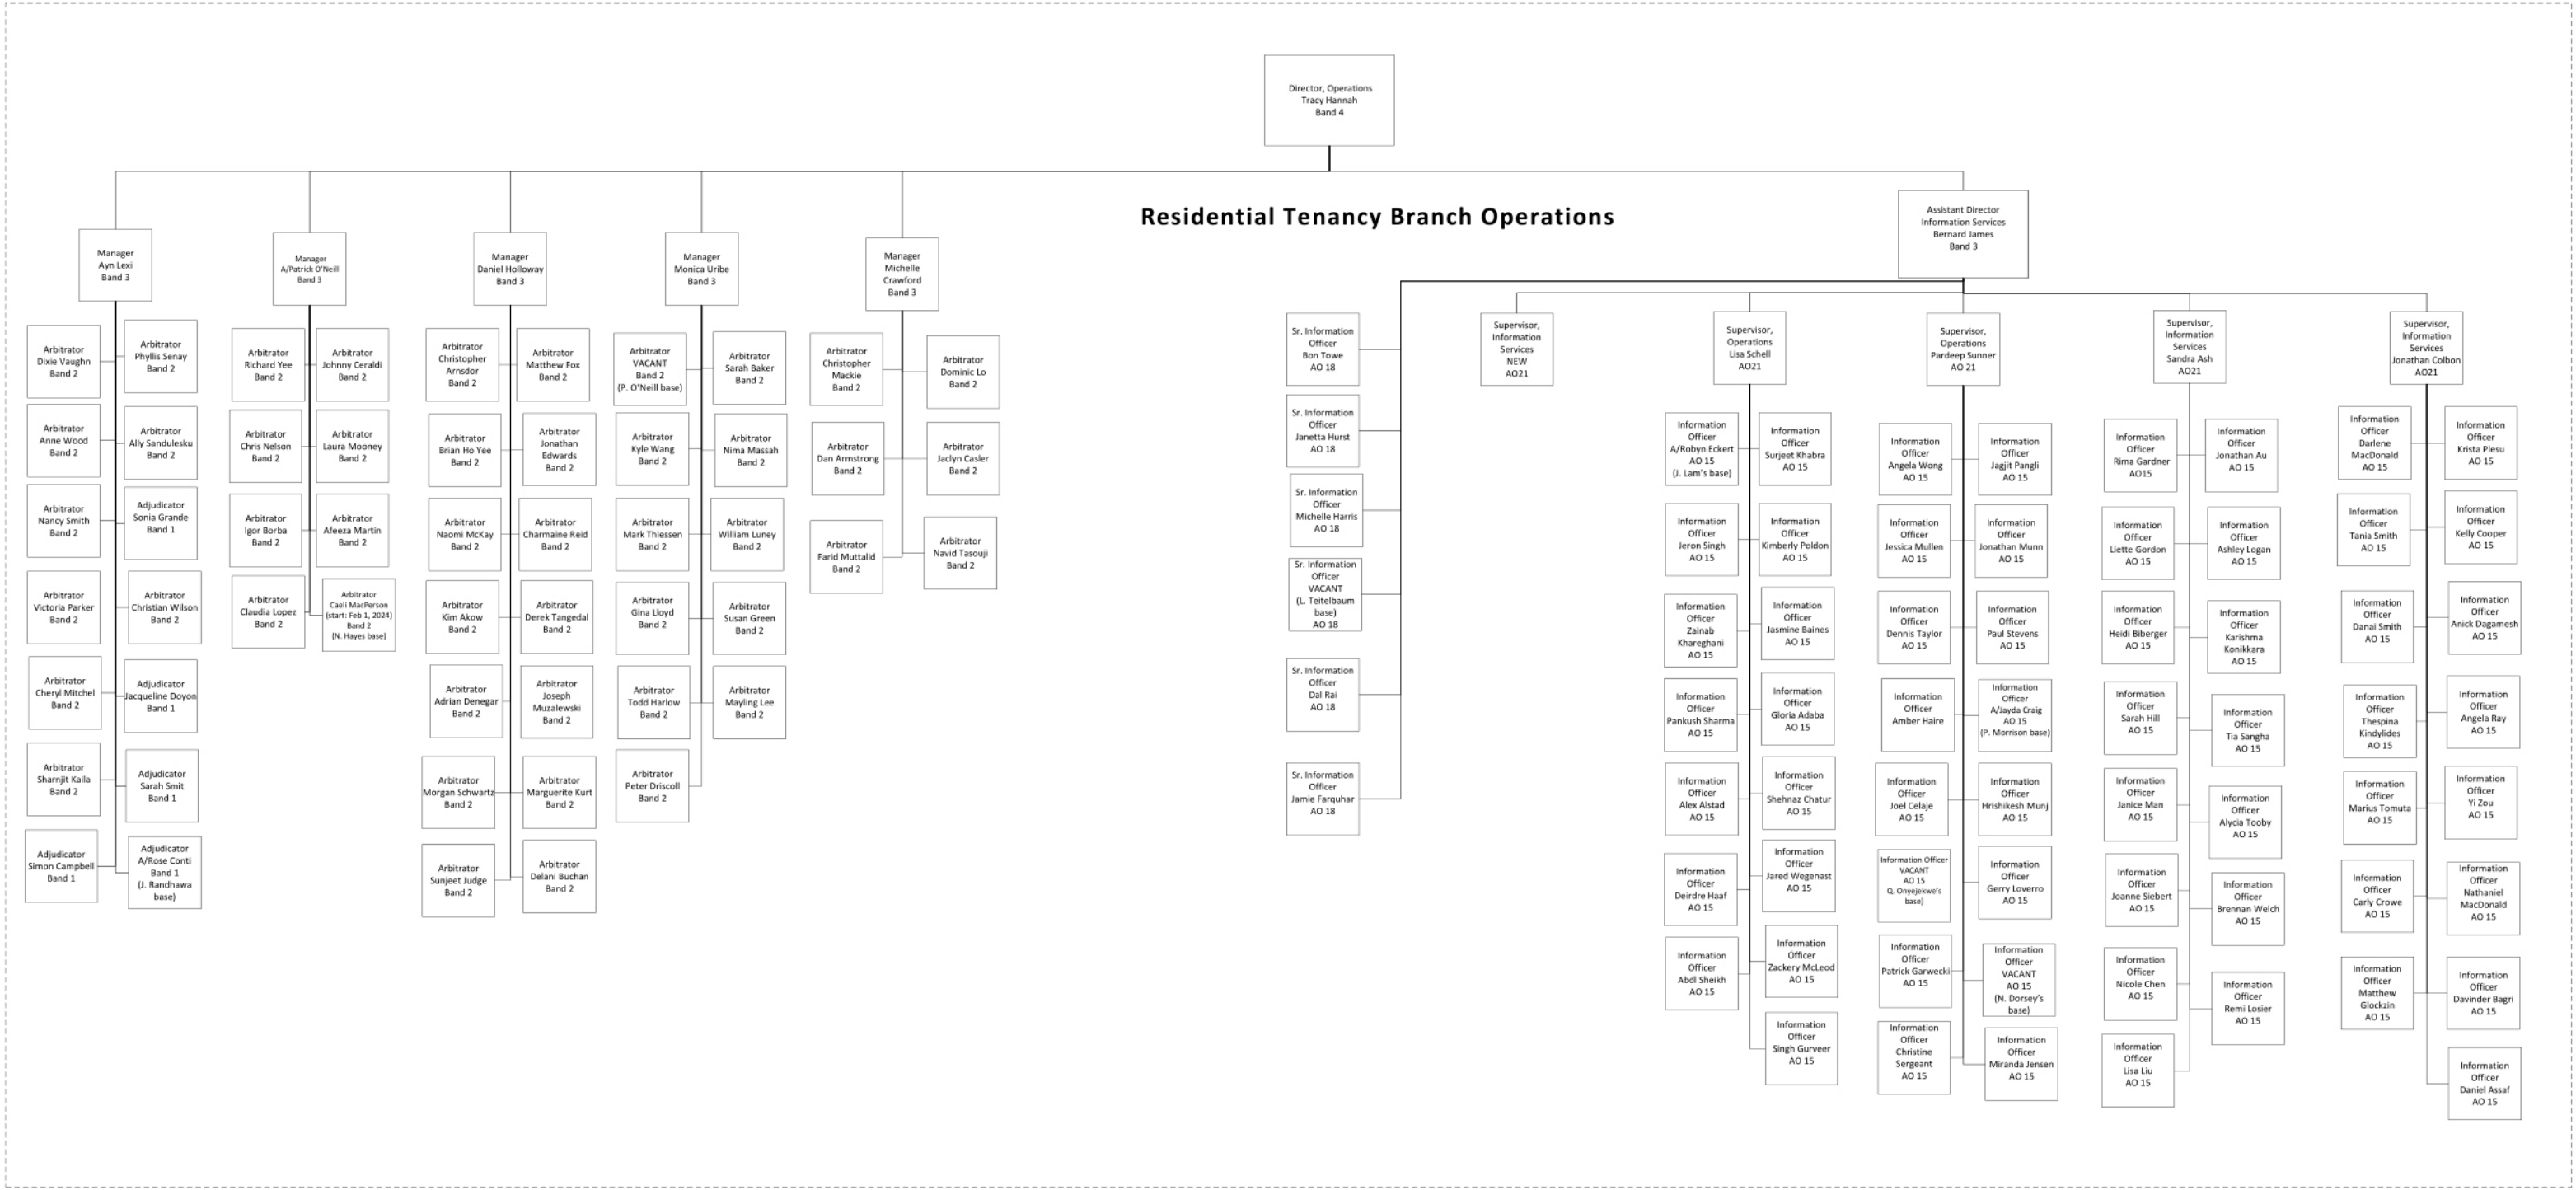 Director, Operations
Tracy Hannah
Band 4
Residential Tenancy Branch Operations
Assistant Director
Information Services
Bernard James
Band 3
Manager
Ayn Lexi
Band 3
Arbitrator
Dixie Vaughn
Band 2
Arbitrator
Phyllis Senay
Band 2
Arbitrator
Anne Wood
Band 2
Arbitrator
Ally Sandulesku
Band 2
Arbitrator
Nancy Smith
Band 2
Adjudicator
Sonia Grande
Band 1
Arbitrator
Victoria Parker
Band 2
Arbitrator
Christian Wilson
Band 2
Arbitrator
Cheryl Mitchel
Band 2
Adjudicator
Jacqueline Doyon
Band 1
Arbitrator
Sharnjit Kaila
Band 2
Adjudicator
Sarah Smit
Band 1
Adjudicator
Simon Campbell
Band 1
Adjudicator
A/Rose Conti
Band 1
(J. Randhawa
base)
Manager
A/Patrick O'Neill
Band 3
Arbitrator
Richard Yee
Band 2
Arbitrator
Johnny Ceraldi
Band 2
Arbitrator
Chris Nelson
Band 2
Arbitrator
Laura Mooney
Band 2
Arbitrator
Igor Borba
Band 2
Arbitrator
Afeeza Martin
Band 2
Arbitrator
Claudia Lopez
Band 2
Arbitrator
Caeli MacPerson
(start: Feb 1, 2024)
Band 2
(N. Hayes base)
Manager
Daniel Holloway
Band 3
Arbitrator
Christopher
Arnsdor
Band 2
Arbitrator
Matthew Fox
Band 2
Arbitrator
Brian Ho Yee
Band 2
Arbitrator
Jonathan
Edwards
Band 2
Arbitrator
Naomi McKay
Band 2
Arbitrator
Charmaine Reid
Band 2
Arbitrator
Kim Akow
Band 2
Arbitrator
Derek Tangedal
Band 2
Arbitrator
Adrian Denegar
Band 2
Arbitrator
Joseph
Muzalewski
Band 2
Arbitrator
Morgan Schwartz
Band 2
Arbitrator
Marguerite Kurt
Band 2
Arbitrator
Sunjeet Judge
Band 2
Arbitrator
Delani Buchan
Band 2
Manager
Monica Uribe
Band 3
Arbitrator
VACANT
Band 2
(P. O'Neill base)
Arbitrator
Sarah Baker
Band 2
Arbitrator
Kyle Wang
Band 2
Arbitrator
Nima Massah
Band 2
Arbitrator
Mark Thiessen
Band 2
Arbitrator
William Luney
Band 2
Arbitrator
Gina Lloyd
Band 2
Arbitrator
Susan Green
Band 2
Arbitrator
Todd Harlow
Band 2
Arbitrator
Mayling Lee
Band 2
Arbitrator
Peter Driscoll
Band 2
Manager
Michelle
Crawford
Band 3
Arbitrator
Christopher
Mackie
Band 2
Arbitrator
Dominic Lo
Band 2
Arbitrator
Dan Armstrong
Band 2
Arbitrator
Jaclyn Casler
Band 2
Arbitrator
Farid Muttalid
Band 2
Arbitrator
Navid Tasouji
Band 2
Sr. Information
Officer
Bon Towe
AO 18
Sr. Information
Officer
Janetta Hurst
AO 18
Sr. Information
Officer
Michelle Harris
AO 18
Sr. Information
Officer
VACANT
(L. Teitelbaum
base)
AO 18
Sr. Information
Officer
Dal Rai
AO 18
Sr. Information
Officer
Jamie Farquhar
AO 18
Supervisor,
Information
Services
NEW
AO21
Supervisor,
Operations
Lisa Schell
AO21
Information
Officer
A/Robyn Eckert
AO 15
(J. Lam's base)
Information
Officer
Surjeet Khabra
AO 15
Information
Officer
Jeron Singh
AO 15
Information
Officer
Kimberly Poldon
AO 15
Information
Officer
Zainab
Khareghani
AO 15
Information
Officer
Jasmine Baines
AO 15
Information
Officer
Pankush Sharma
AO 15
Information
Officer
Gloria Adaba
AO 15
Information
Officer
Alex Alstad
AO 15
Information
Officer
Shehnaz Chatur
AO 15
Information
Officer
Deirdre Haaf
AO 15
Information
Officer
Jared Wegenast
AO 15
Information
Officer
Abdl Sheikh
AO 15
Information
Officer
Zackery McLeod
AO 15
Information
Officer
Singh Gurveer
AO 15
Supervisor,
Operations
Pardeep Sunner
AO 21
Information
Officer
Angela Wong
AO 15
Information
Officer
Jagjit Pangli
AO 15
Information
Officer
Jessica Mullen
AO 15
Information
Officer
Jonathan Munn
AO 15
Information
Officer
Dennis Taylor
AO 15
Information
Officer
Paul Stevens
AO 15
Information
Officer
Amber Haire
Information
Officer
A/Jayda Craig
AO 15
(P. Morrison base)
Information
Officer
Joel Celaje
AO 15
Information
Officer
Hrishikesh Munj
AO 15
Information Officer
VACANT
AO 15
Q. Onyejekwe's
base)
Information
Officer
Gerry Loverro
AO 15
Information
Officer
Patrick Garwecki
AO 15
Information
Officer
VACANT
AO 15
(N. Dorsey's
base)
Information
Officer
Christine
Sergeant
AO 15
Information
Officer
Miranda Jensen
AO 15
Supervisor,
Information
Services
Sandra Ash
AO21
Information
Officer
Rima Gardner
AO15
Information
Officer
Jonathan Au
AO 15
Information
Officer
Liette Gordon
AO 15
Information
Officer
Ashley Logan
AO 15
Information
Officer
Heidi Biberger
AO 15
Information
Officer
Karishma
Konikkara
AO 15
Information
Officer
Sarah Hill
AO 15
Information
Officer
Tia Sangha
AO 15
Information
Officer
Janice Man
AO 15
Information
Officer
Alycia Tooby
AO 15
Information
Officer
Joanne Siebert
AO 15
Information
Officer
Brennan Welch
AO 15
Information
Officer
Nicole Chen
AO 15
Information
Officer
Remi Losier
AO 15
Information
Officer
Lisa Liu
AO 15
Supervisor,
Information
Services
Jonathan Colbon
AO21
Information
Officer
Darlene
MacDonald
AO 15
Information
Officer
Krista Plesu
AO 15
Information
Officer
Tania Smith
AO 15
Information
Officer
Kelly Cooper
AO 15
Information
Officer
Danai Smith
AO 15
Information
Officer
Anick Dagamesh
AO 15
Information
Officer
Thespina
Kindylides
AO 15
Information
Officer
Angela Ray
AO 15
Information
Officer
Marius Tomuta
AO 15
Information
Officer
Yi Zou
AO 15
Information
Officer
Carly Crowe
AO 15
Information
Officer
Nathaniel
MacDonald
AO 15
Information
Officer
Matthew
Glockzin
AO 15
Information
Officer
Davinder Bagri
AO 15
Information
Officer
Daniel Assaf
AO 15